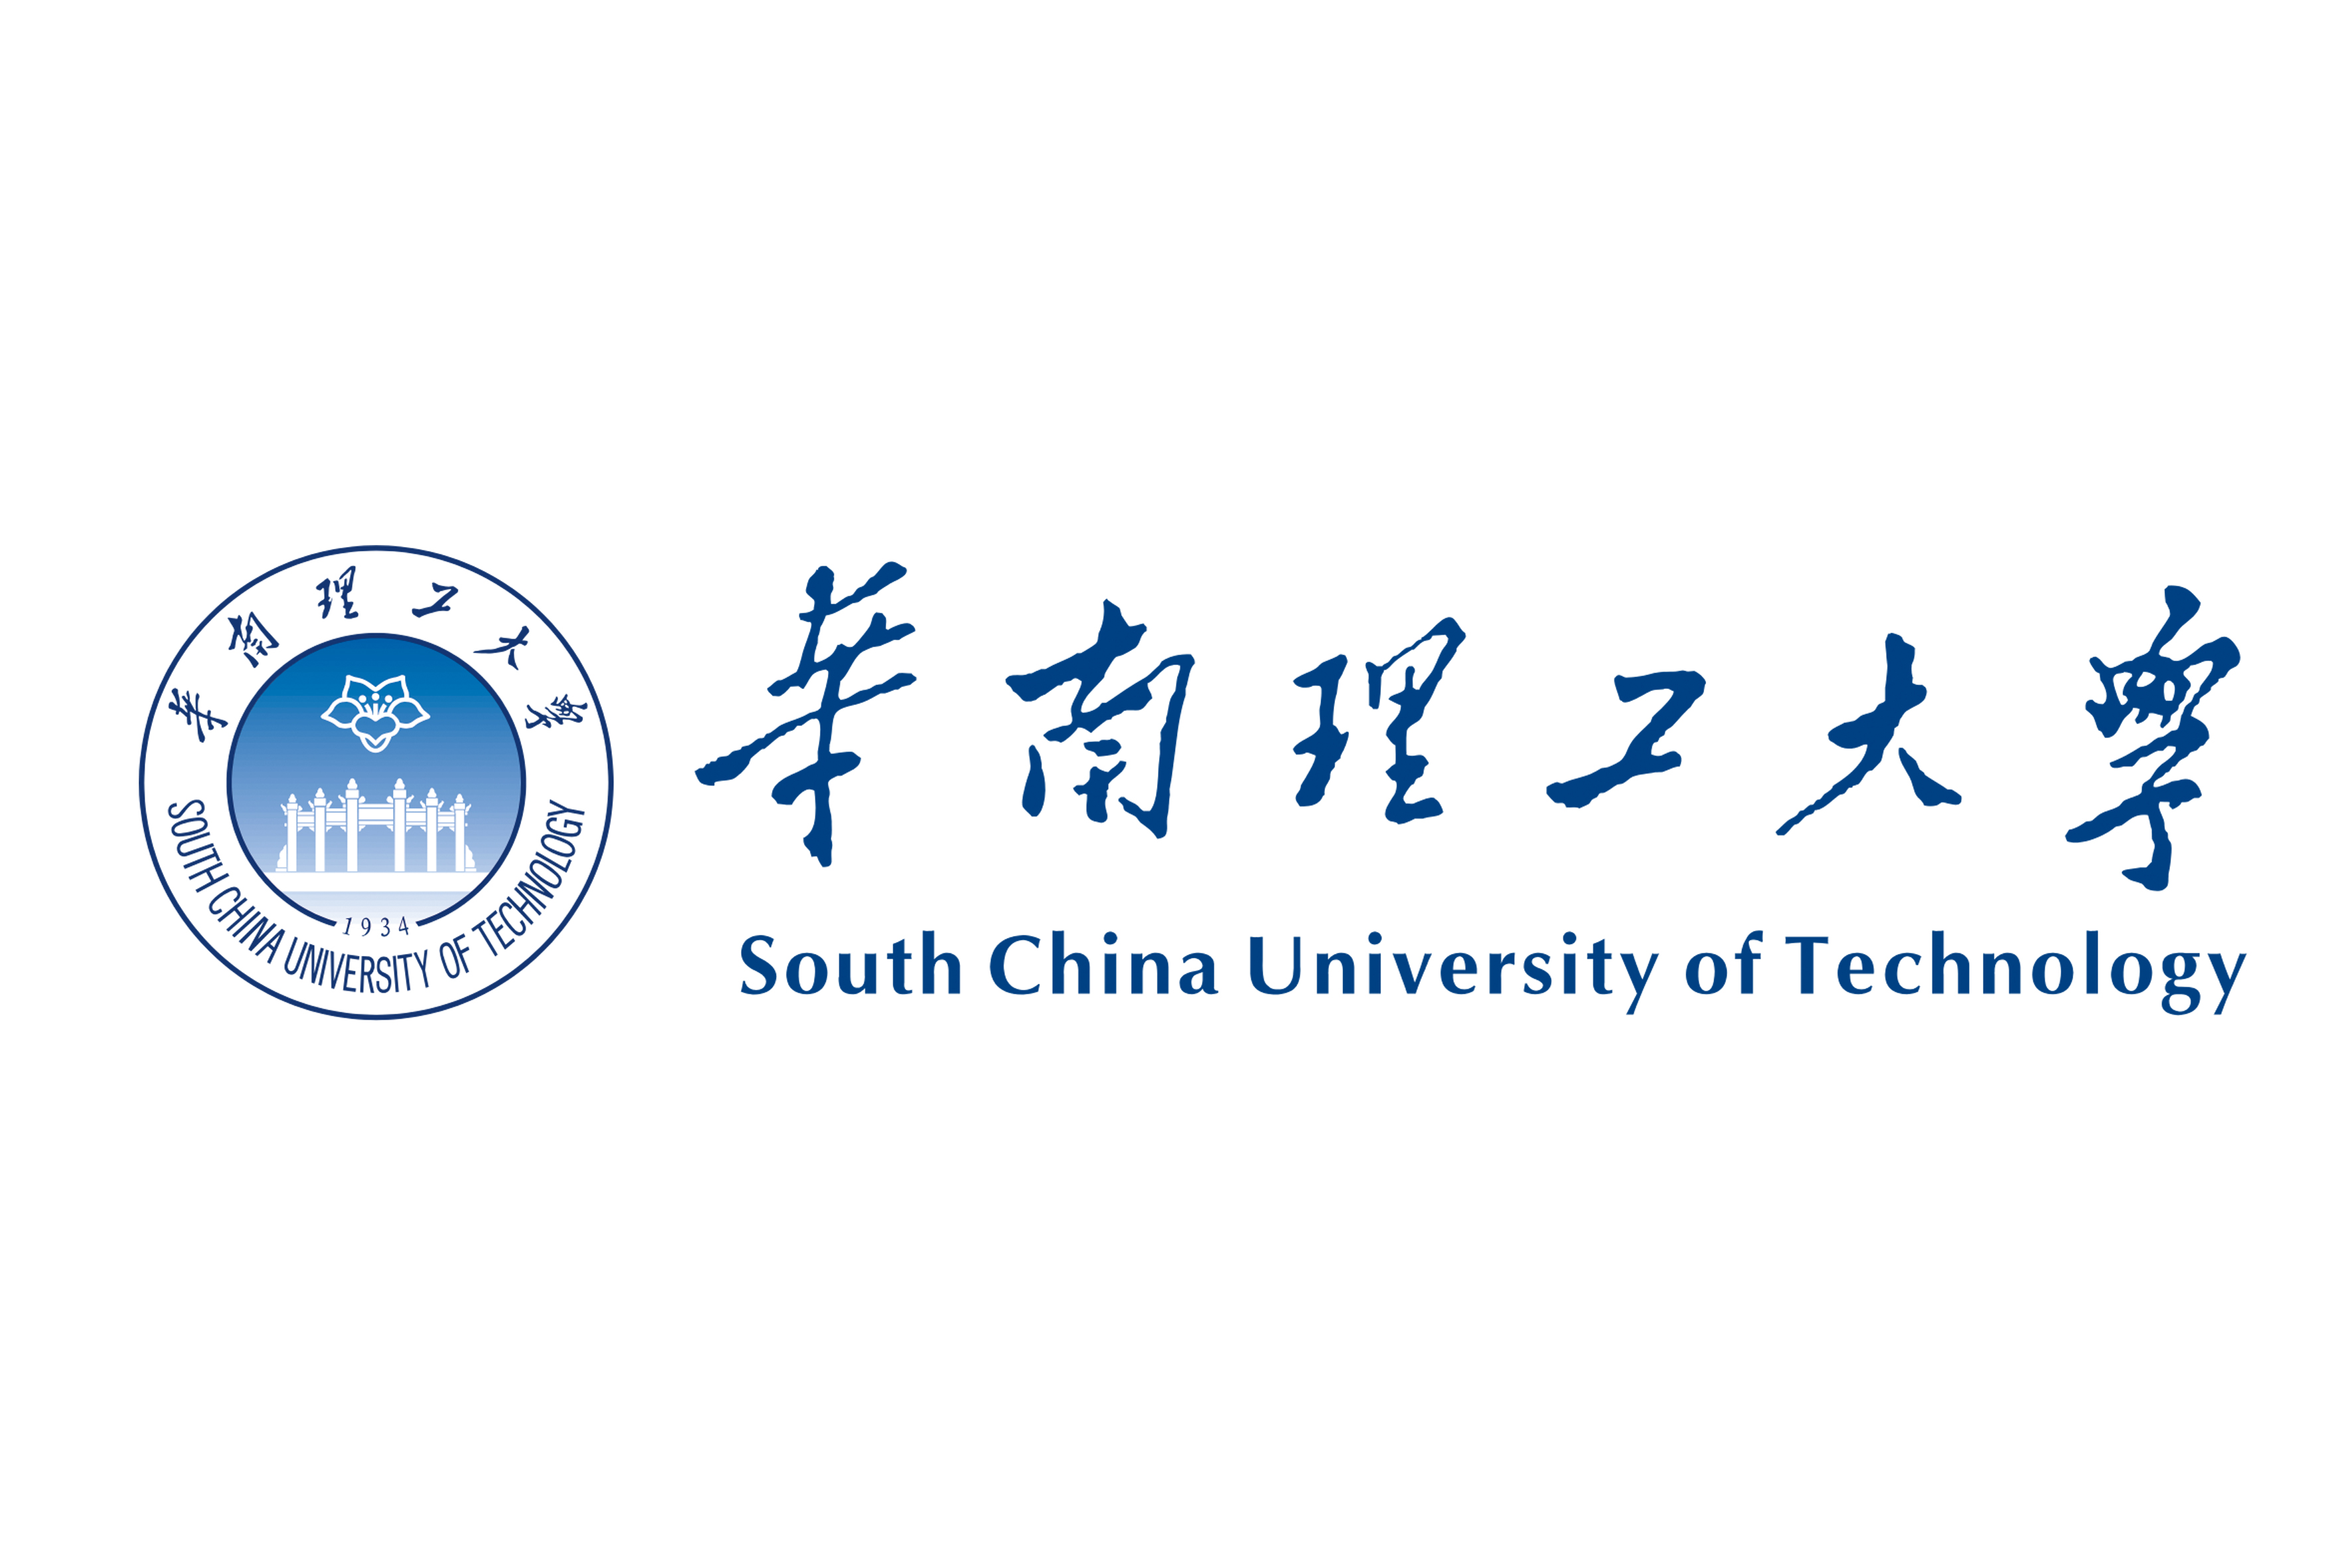 華南理工大學
SOUTH CHINA UNIVERSITY OF TECHNOLOGY
1934
華南理工大學
South China University of Technology